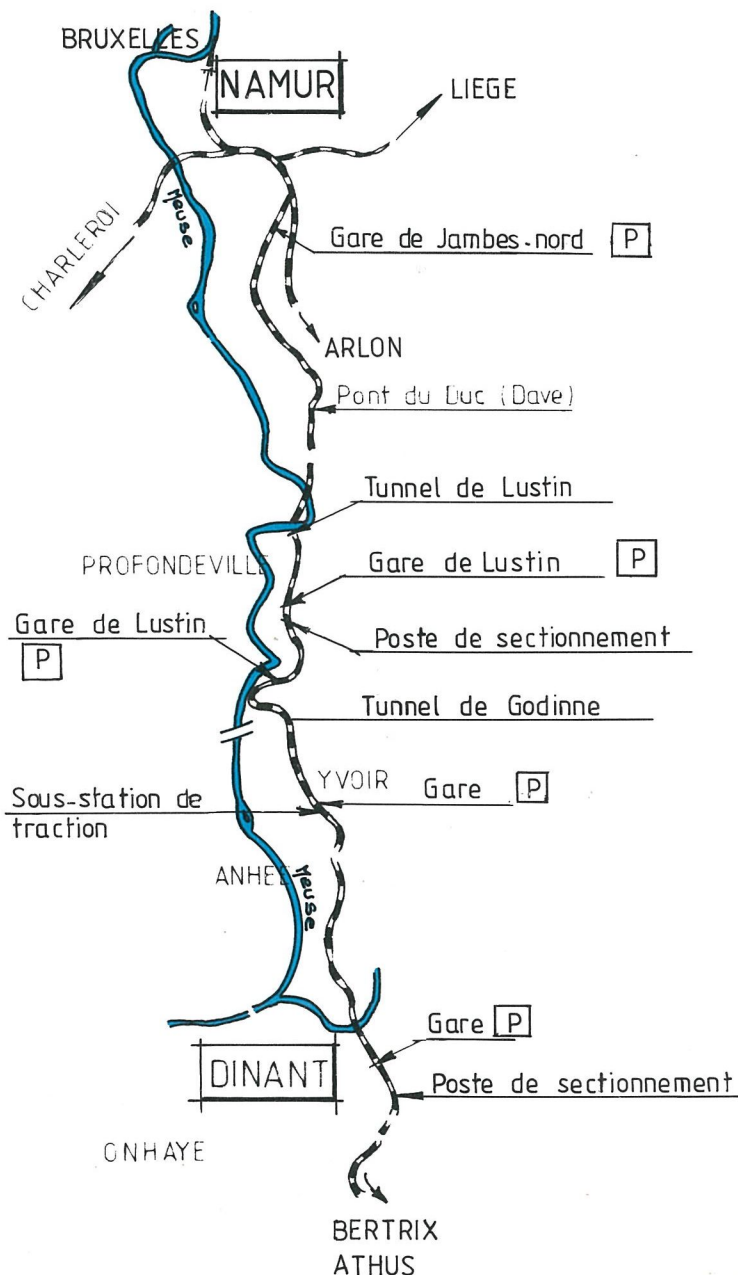 BRUXELLES
NAMUR
LIEGE
CHARLEROI
Meuse
Gare de Jambes-nord P
ARLON
Pont du Duc (Dave)
Tunnel de Lustin
PROFONDEVILLE
Gare de Lustin P
Gare de Lustin
P
Poste de sectionnement
Tunnel de Godinne
YVOIR Gare P
Sous-station de
traction
ANHEE
Meuse
Gare P
DINANT
Poste de sectionnement
ONHAYE
BERTRIX
ATHUS